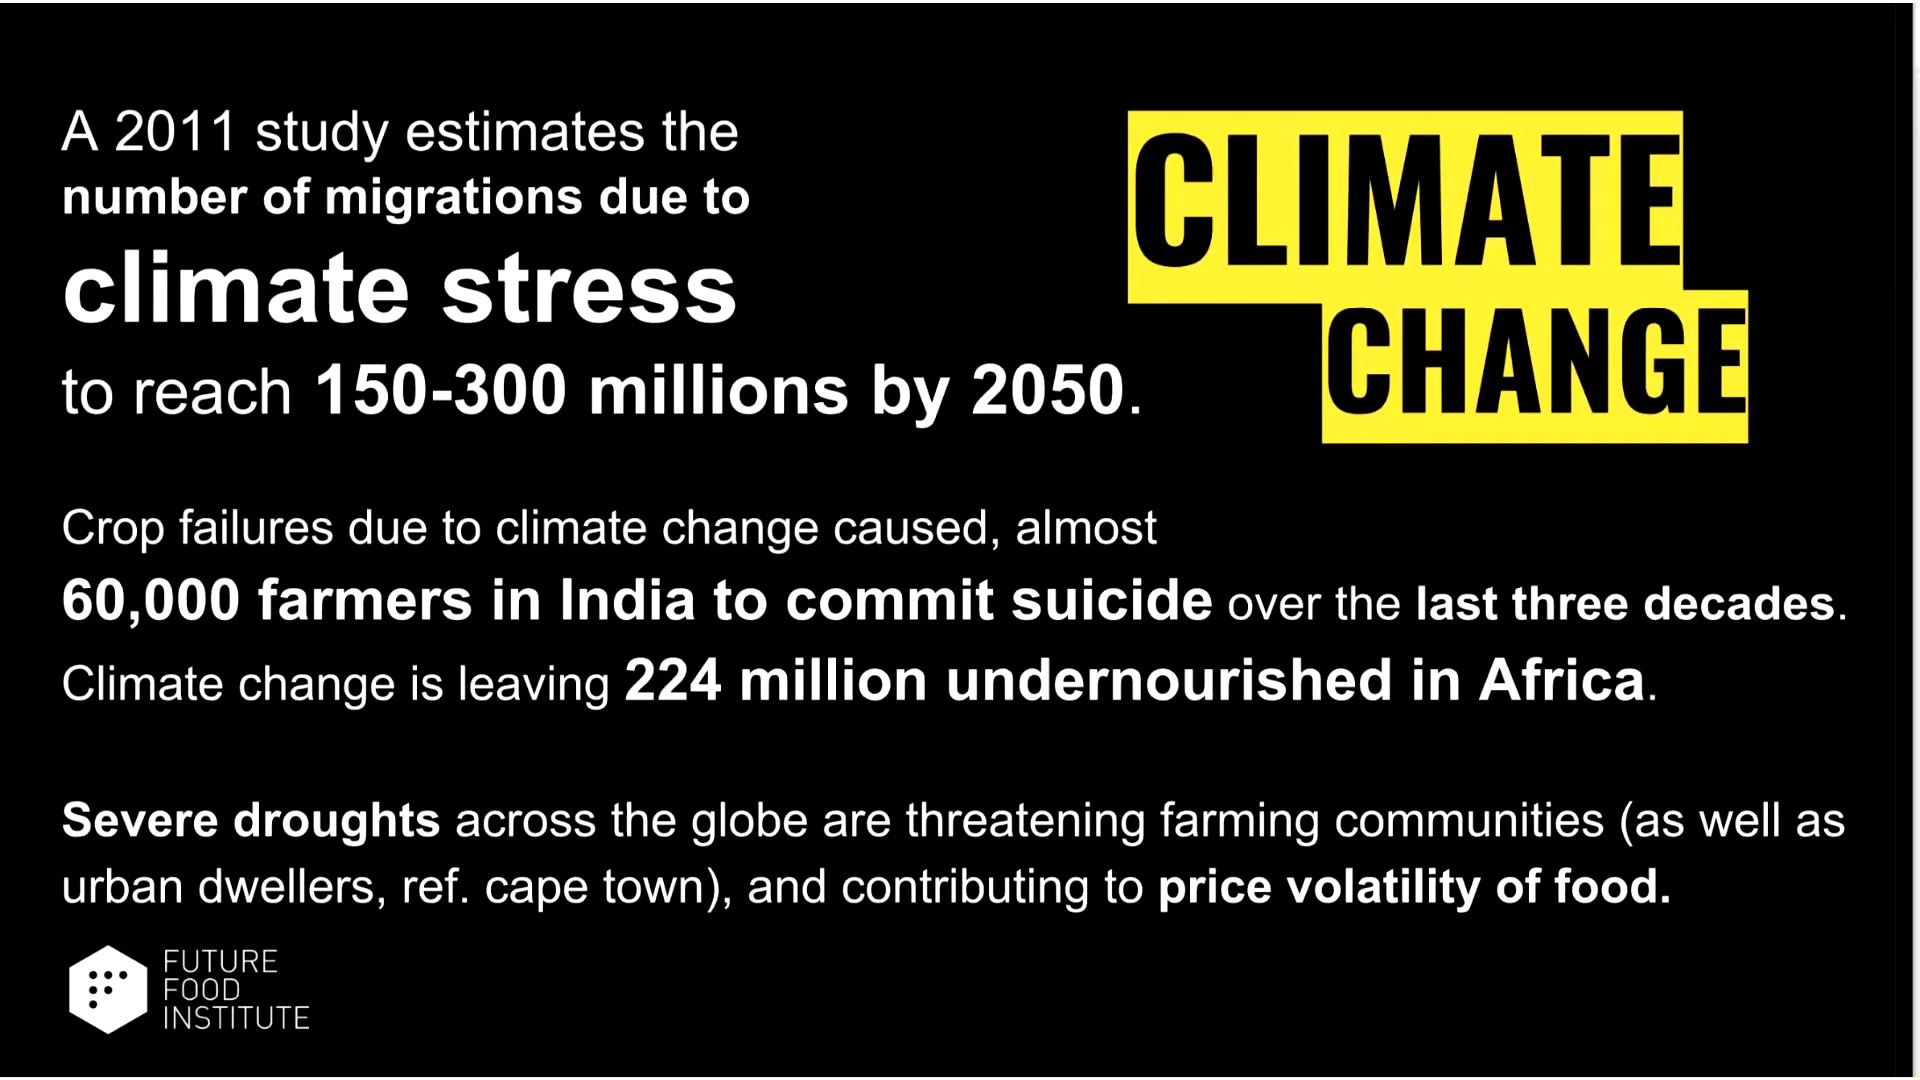 A 2011 study estimates the
number of migrations due to
climate stress
to reach 150-300 millions by 2050.
CLIMATE
CHANGE
Crop failures due to climate change caused, almost
60,000 farmers in India to commit suicide over the last three decades.
Climate change is leaving 224 million undernourished in Africa.
Severe droughts across the globe are threatening farming communities (as well as
urban dwellers, ref. cape town), and contributing to price volatility of food.
FUTURE
FOOD
INSTITUTE